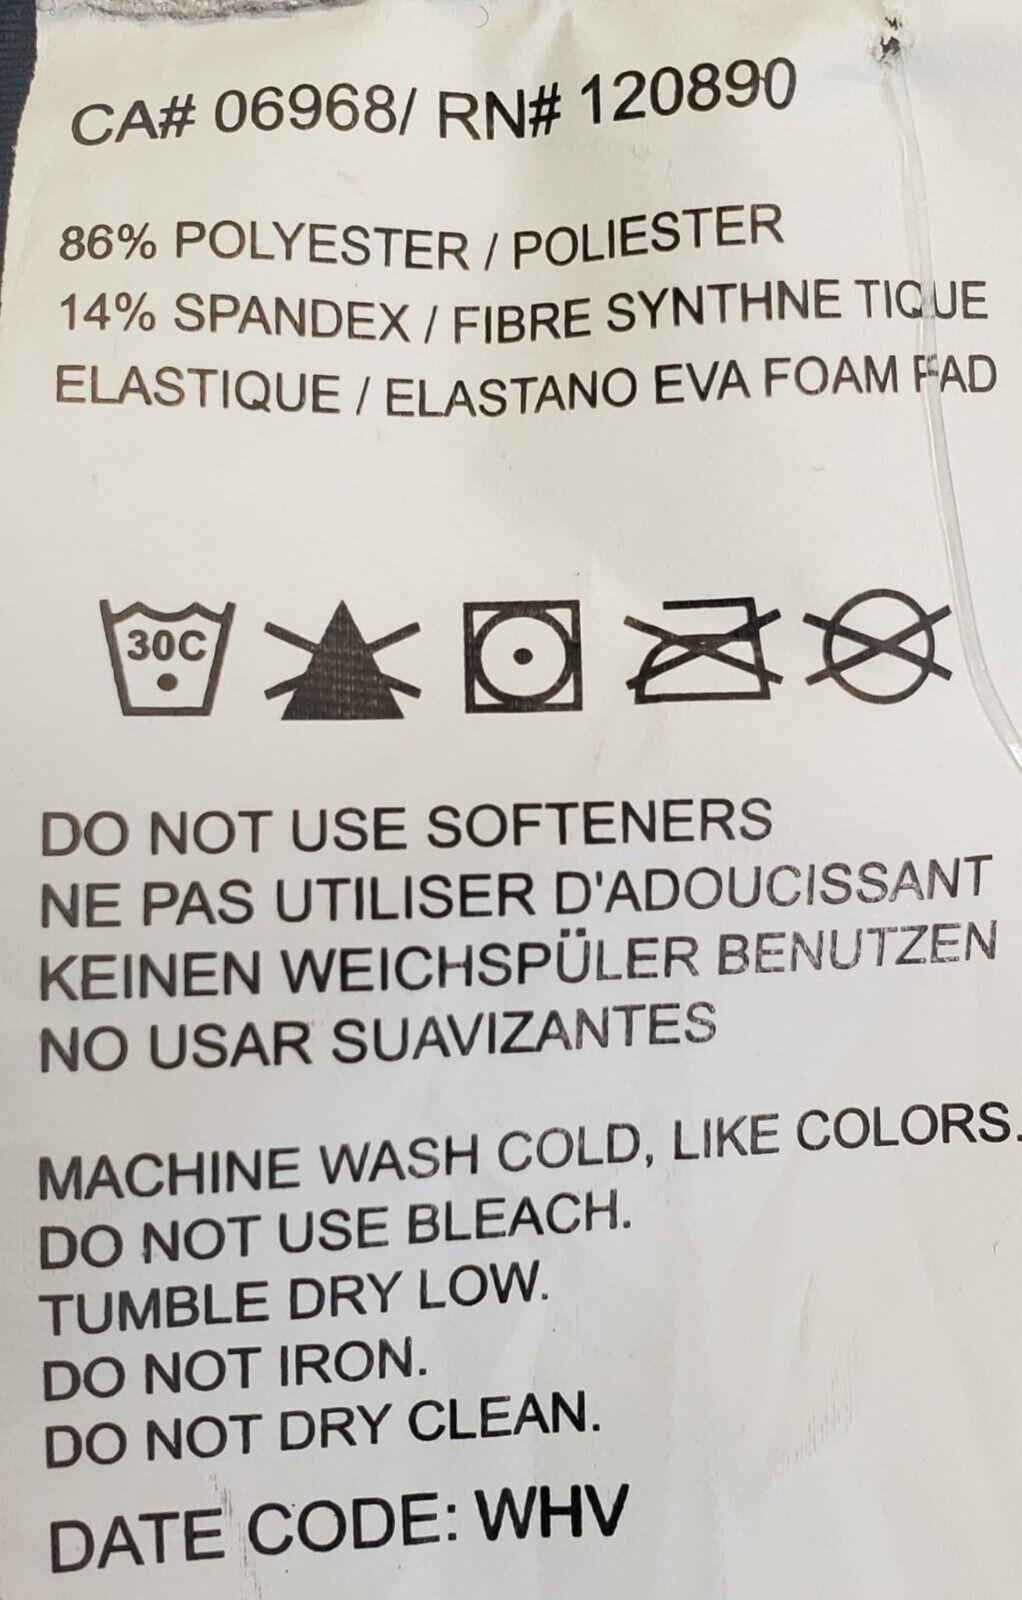 CA# 06968/ RN# 120890
86% POLYESTER / POLIESTER
14% SPANDEX / FIBRE SYNTHNE TIQUE
ELASTIQUE / ELASTANO EVA FOAM PAD
30C
DO NOT USE SOFTENERS
NE PAS UTILISER D'ADOUCISSANT
KEINEN WEICHSPÜLER BENUTZEN
NO USAR SUAVIZANTES
MACHINE WASH COLD, LIKE COLORS.
DO NOT USE BLEACH.
TUMBLE DRY LOW.
DO NOT IRON.
DO NOT DRY CLEAN.
DATE CODE: WHV